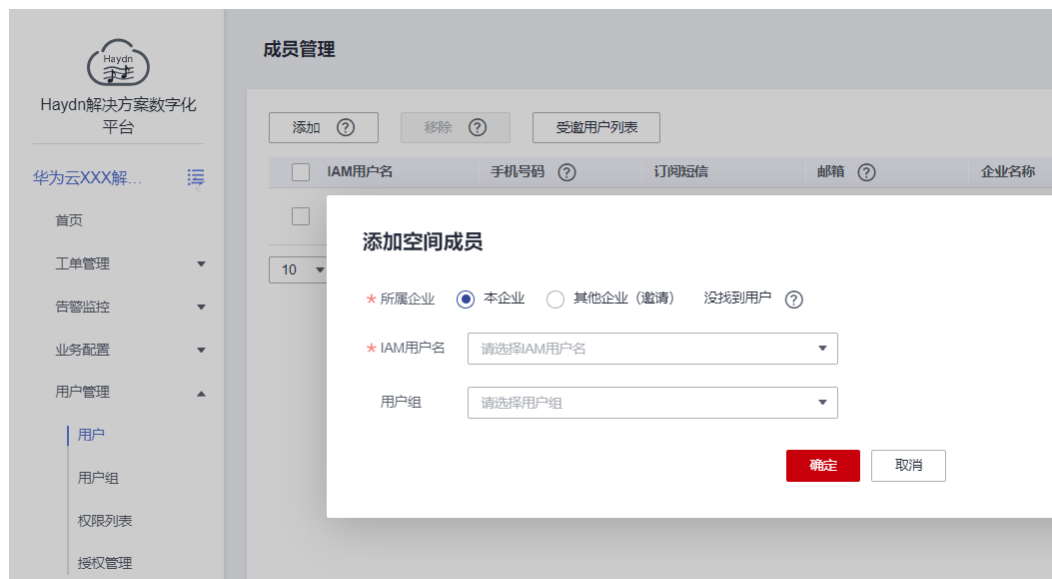 Haydn
Haydn解决方案数字化
平台
华为云XXX解...
首页
工单管理
告警监控
业务配置
用户管理
用户
用户组
权限列表
授权管理
成员管理
添加 ?
移除 ?
受邀用户列表
IAM用户名 手机号码 ? 订阅短信 邮箱 ? 企业名称
10
添加空间成员
* 所属企业 本企业 其他企业（邀请） 没找到用户 ?
* IAM用户名 请选择IAM用户名
用户组 请选择用户组
确定 取消